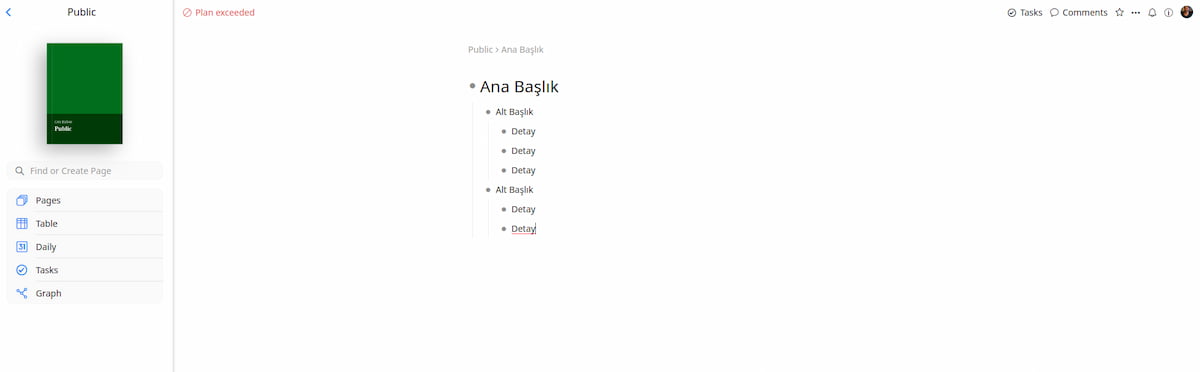 Public
Plan exceeded
Tasks
Comments
Public
Find or Create Page
Pages
Table
31
Daily
Tasks
Graph
Public > Ana Başlık
Ana Başlık
Alt Başlık
Detay
Detay
Detay
Alt Başlık
Detay
Detay